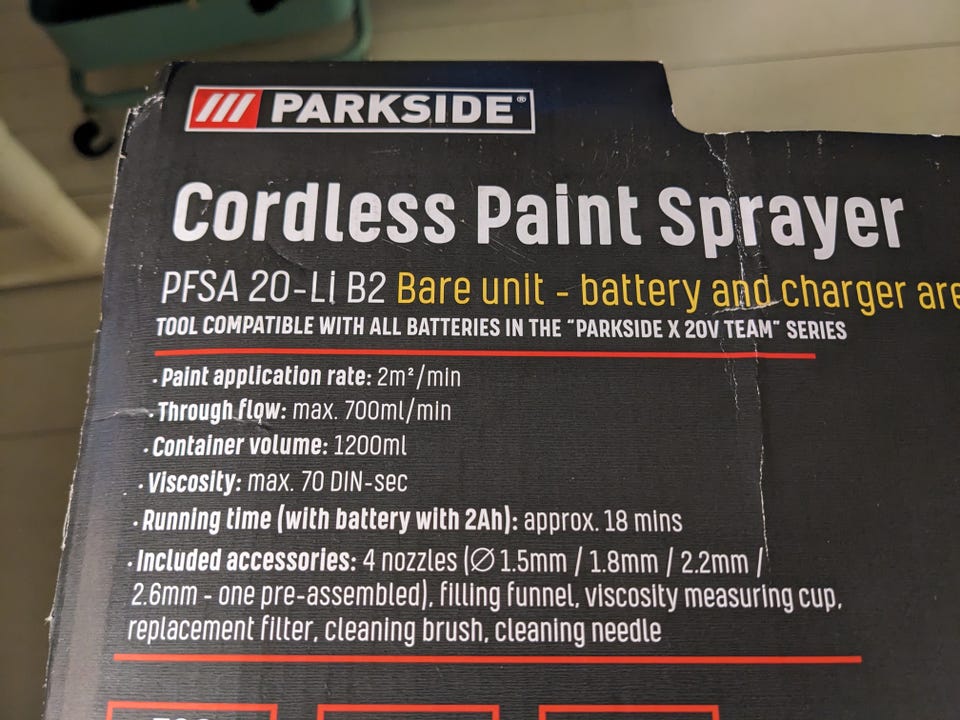 /// PARKSIDE®
Cordless Paint Sprayer
PFSA 20-Li B2 Bare unit - battery and charger are
TOOL COMPATIBLE WITH ALL BATTERIES IN THE "PARKSIDE X 20V TEAM" SERIES
· Paint application rate: 2m²/min
· Through flow: max. 700ml/min
· Container volume: 1200ml
· Viscosity: max. 70 DIN-sec
· Running time (with battery with 2Ah): approx. 18 mins
· Included accessories: 4 nozzles (Ø 1.5mm / 1.8mm / 2.2mm /
2.6mm - one pre-assembled), filling funnel, viscosity measuring cup,
replacement filter, cleaning brush, cleaning needle